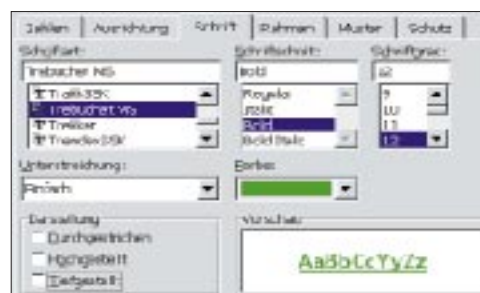 Zahlen Ausrichtung Schrift Rahmen Muster Schutz
Schriftart: Schriftschnitt: Schriftgrad:
Trebuchet MS Bold 12
Regular 9
Trebuchet MS Italic 10
Bold 11
Bold Italic 12
Unterstreichung: Farbe:
Einfach
Darstellung Vorschau
Durchgestrichen
Hochgestellt AaBbCcYyZz
Tiefgestellt